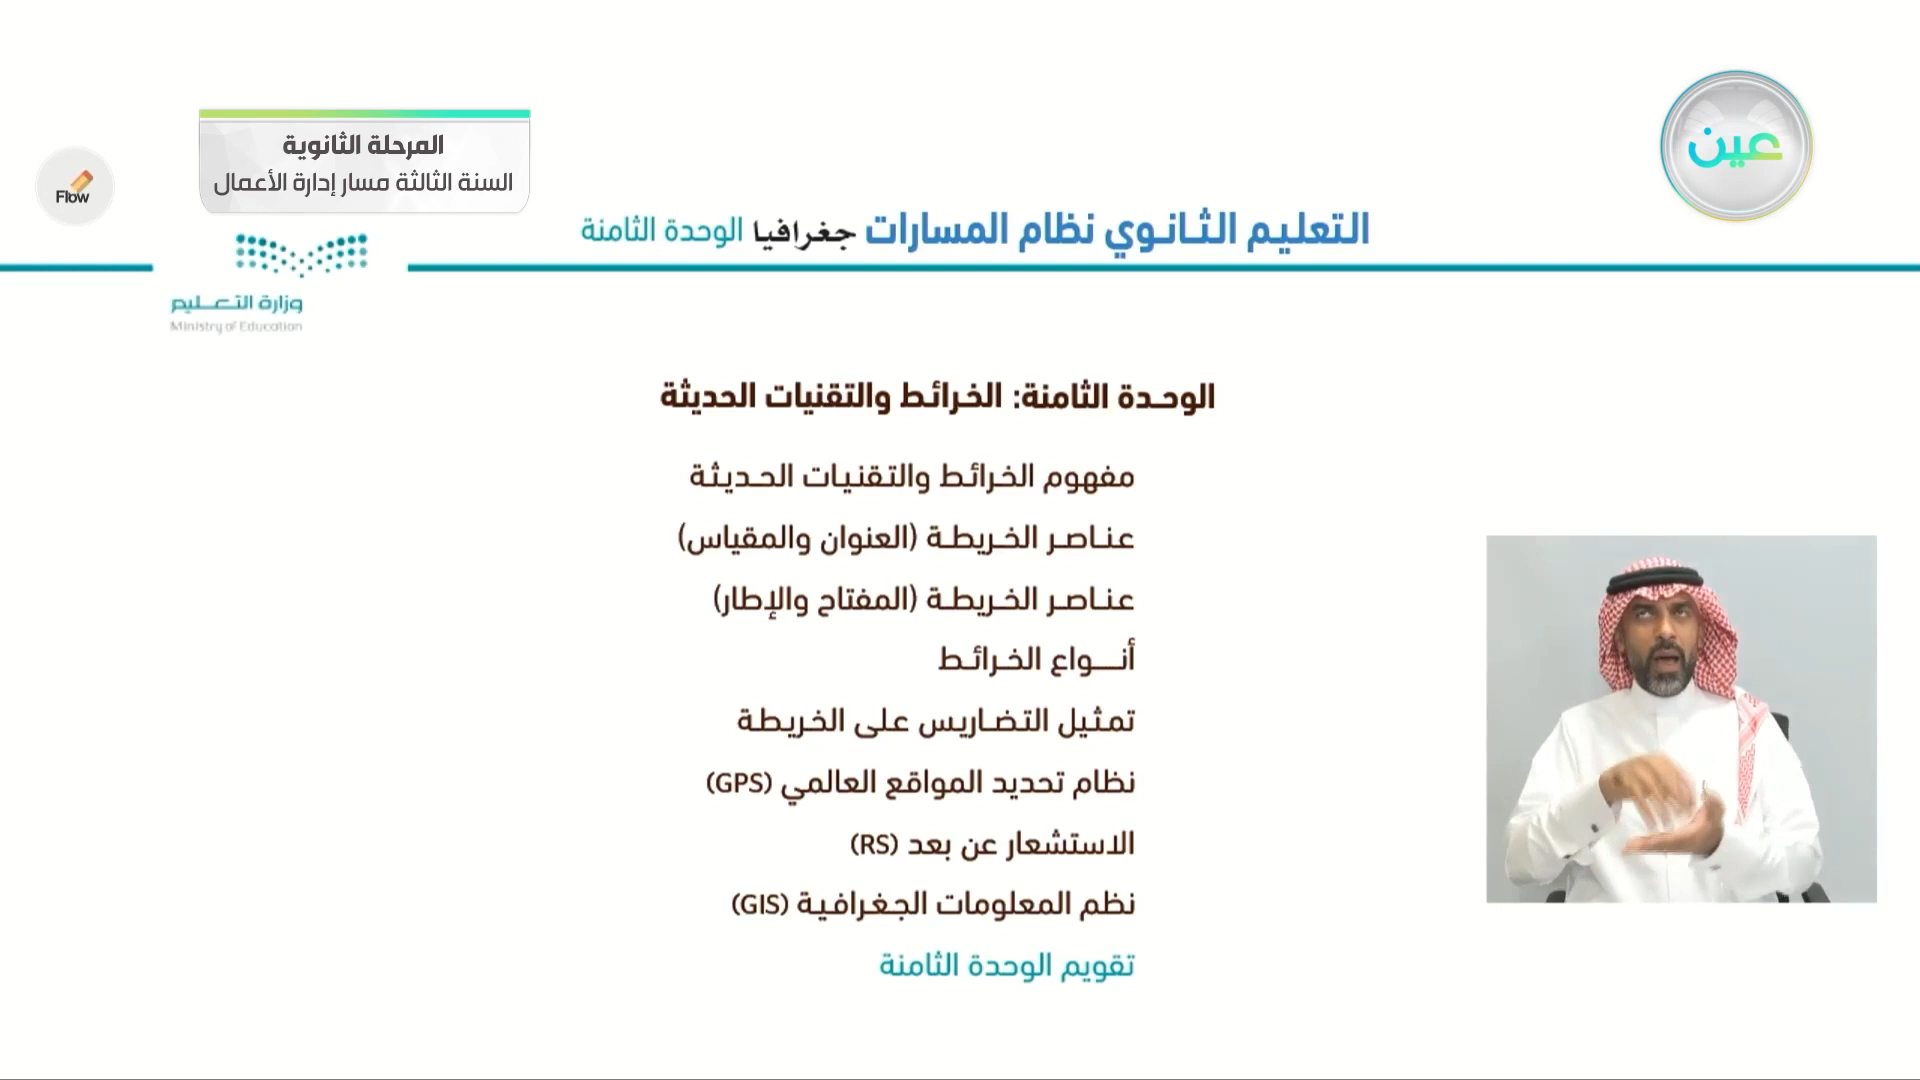 عين
المرحلة الثانوية
السنة الثالثة مسار إدارة الأعمال
Flow
التعليم الثانوي نظام المسارات جغرافيا الوحدة الثامنة
وزارة التعليم
Ministry of Education
الوحدة الثامنة: الخرائط والتقنيات الحديثة
مفهوم الخرائط والتقنيات الحديثة
عناصر الخريطة (العنوان والمقياس)
عناصر الخريطة (المفتاح والإطار)
أنواع الخرائط
تمثيل التضاريس على الخريطة
نظام تحديد المواقع العالمي (GPS)
الاستشعار عن بعد (RS)
نظم المعلومات الجغرافية (GIS)
تقويم الوحدة الثامنة